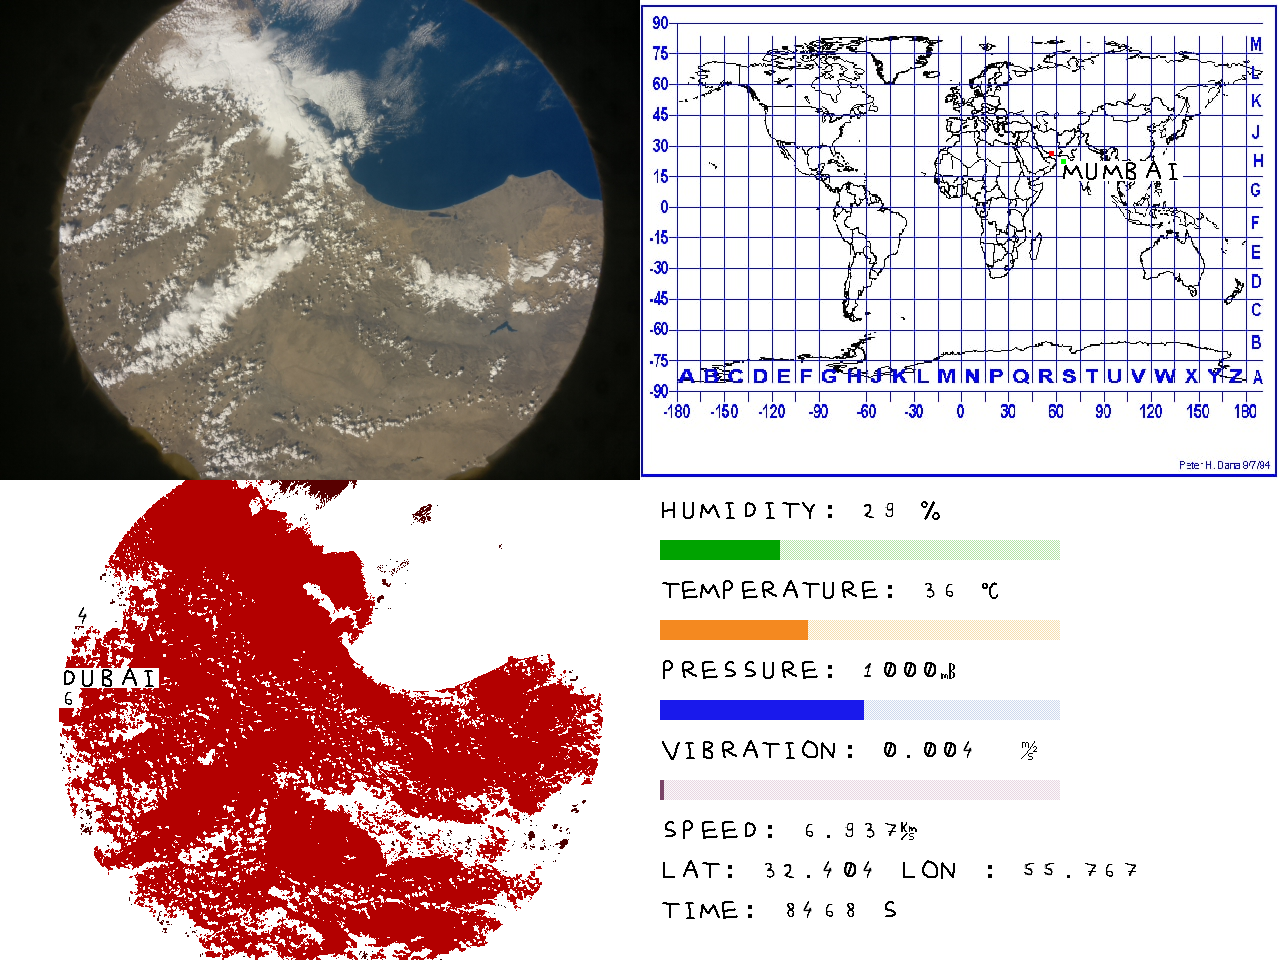 90
75
60
45
30
15
0
-15
-30
-45
-60
-75
-90
M
L
K
J
H
G
F
E
D
C
B
A
MUMBAI
A B C D E F G H J K L M N P Q R S T U V W X Y Z
-180 -150 -120 -90 -60 -30 0 30 60 90 120 150 180
Peter H. Dana 9/7/94
4
DUBAI
6
HUMIDITY: 29 %
TEMPERATURE: 36 °C
PRESSURE: 1000mB
VIBRATION: 0.004 m/s²
SPEED: 6.937Km/s
LAT: 32.404 LON : 55.767
TIME: 8468 S